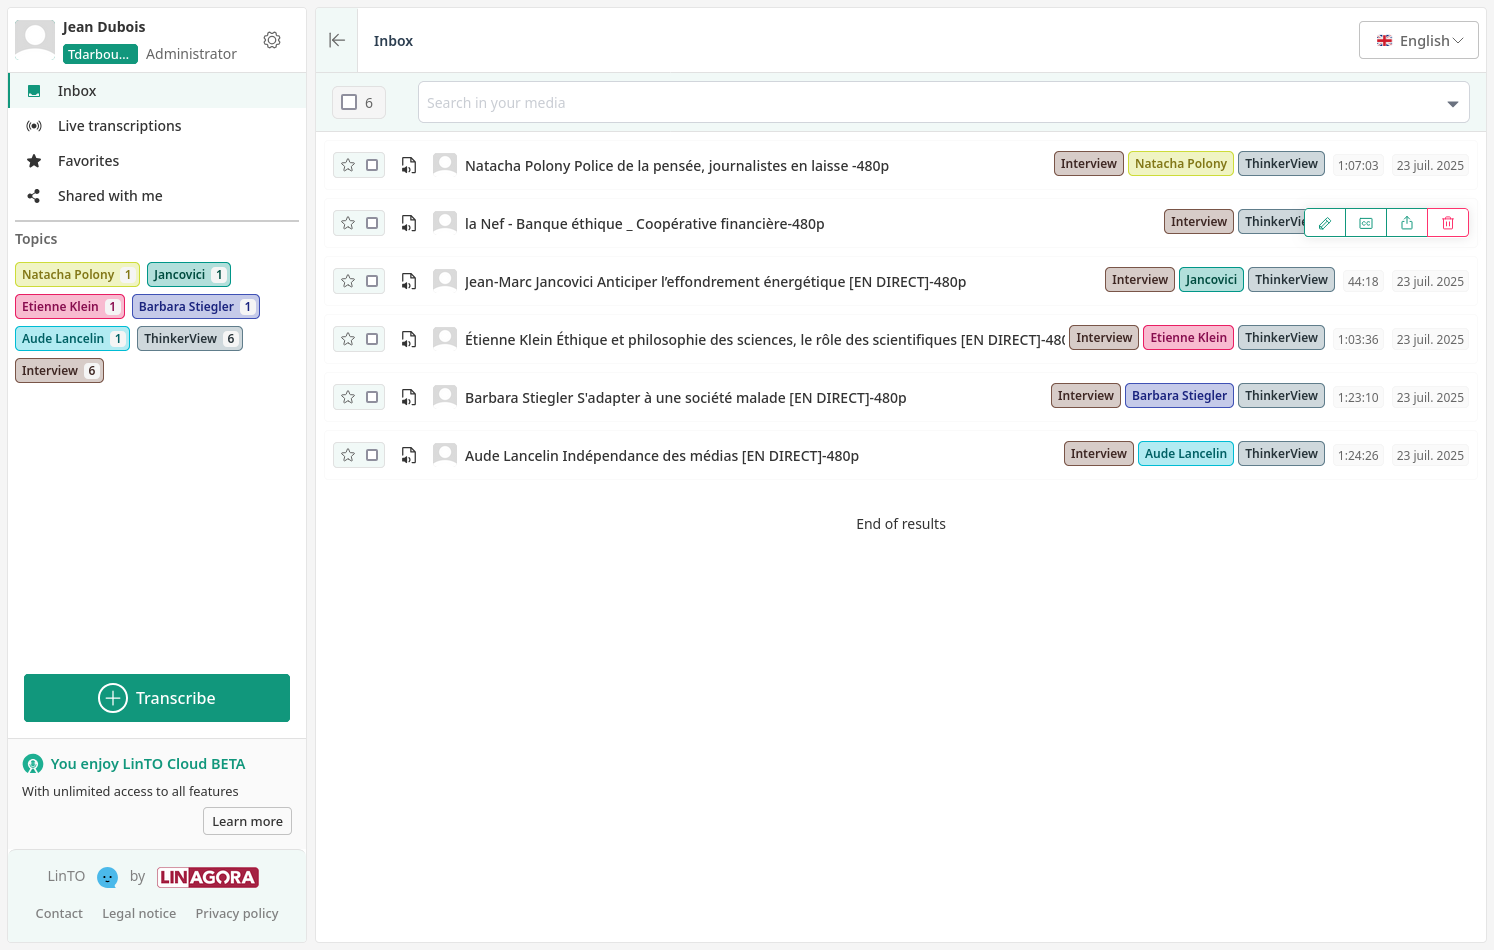 Jean Dubois
Tdarbou... Administrator
Inbox
Live transcriptions
Favorites
Shared with me
Topics
Natacha Polony 1 Jancovici 1
Etienne Klein 1 Barbara Stiegler 1
Aude Lancelin 1 ThinkerView 6
Interview 6
Transcribe
You enjoy LinTO Cloud BETA
With unlimited access to all features
Learn more
LinTO by LINAGORA
Contact Legal notice Privacy policy
Inbox English
6 Search in your media
Natacha Polony Police de la pensée, journalistes en laisse -480p Interview Natacha Polony ThinkerView 1:07:03 23 juil. 2025
la Nef - Banque éthique _ Coopérative financière-480p Interview ThinkerVie
Jean-Marc Jancovici Anticiper l’effondrement énergétique [EN DIRECT]-480p Interview Jancovici ThinkerView 44:18 23 juil. 2025
Étienne Klein Éthique et philosophie des sciences, le rôle des scientifiques [EN DIRECT]-480 Interview Etienne Klein ThinkerView 1:03:36 23 juil. 2025
Barbara Stiegler S'adapter à une société malade [EN DIRECT]-480p Interview Barbara Stiegler ThinkerView 1:23:10 23 juil. 2025
Aude Lancelin Indépendance des médias [EN DIRECT]-480p Interview Aude Lancelin ThinkerView 1:24:26 23 juil. 2025
End of results